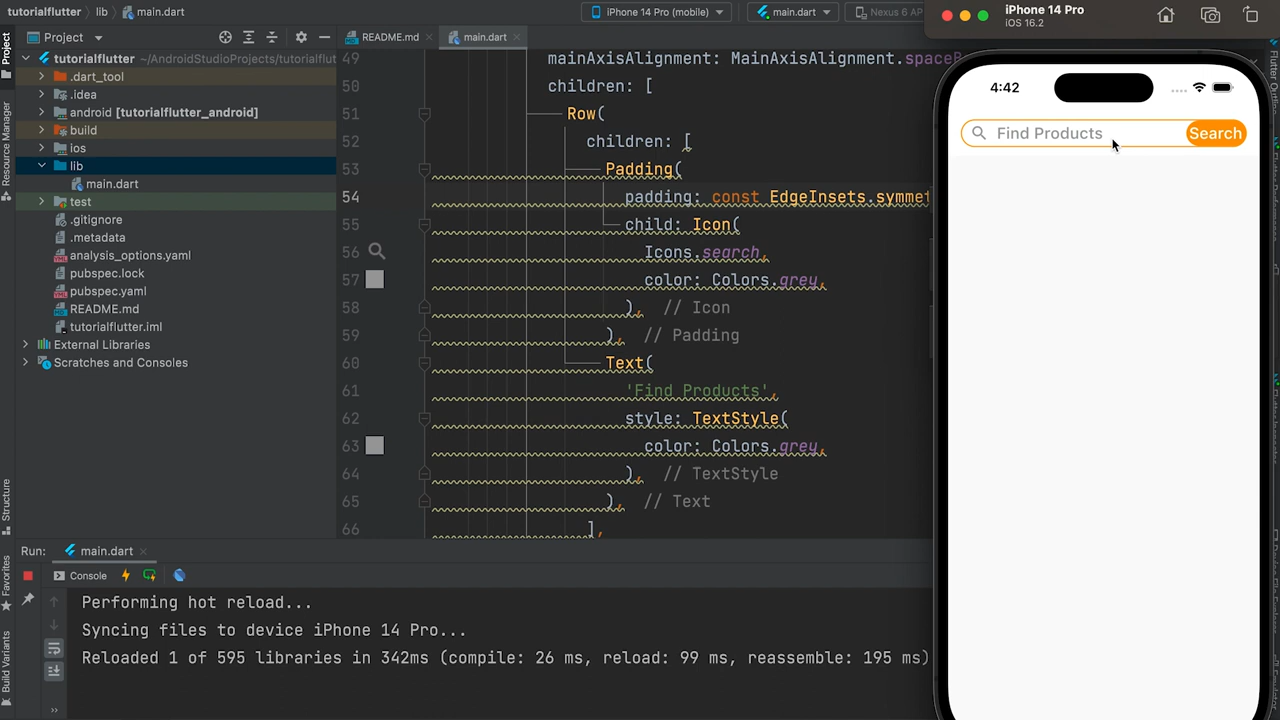 tutorialflutter
lib
main.dart
iPhone 14 Pro (mobile)
main.dart
Nexus 6 AP
iPhone 14 Pro
iOS 16.2
Project
README.md
main.dart
tutorialflutter ~/AndroidStudioProjects/tutorialflut
.dart_tool
.idea
android [tutorialflutter_android]
build
ios
lib
main.dart
test
.gitignore
.metadata
analysis_options.yaml
pubspec.lock
pubspec.yaml
README.md
tutorialflutter.iml
External Libraries
Scratches and Consoles
Project
Resource Manager
Structure
Favorites
Build Variants
49 mainAxisAlignment: MainAxisAlignment.spaceB
50 children: [
51 Row(
52 children: [
53 Padding(
54 padding: const EdgeInsets.symmet
55 child: Icon(
56 Icons.search,
57 color: Colors.grey,
58 ), // Icon
59 ), // Padding
60 Text(
61 'Find Products',
62 style: TextStyle(
63 color: Colors.grey,
64 ), // TextStyle
65 ), // Text
66 ],
4:42
Find Products
Search
Flutter Outline
Run: main.dart
Console
Performing hot reload...
Syncing files to device iPhone 14 Pro...
Reloaded 1 of 595 libraries in 342ms (compile: 26 ms, reload: 99 ms, reassemble: 195 ms)